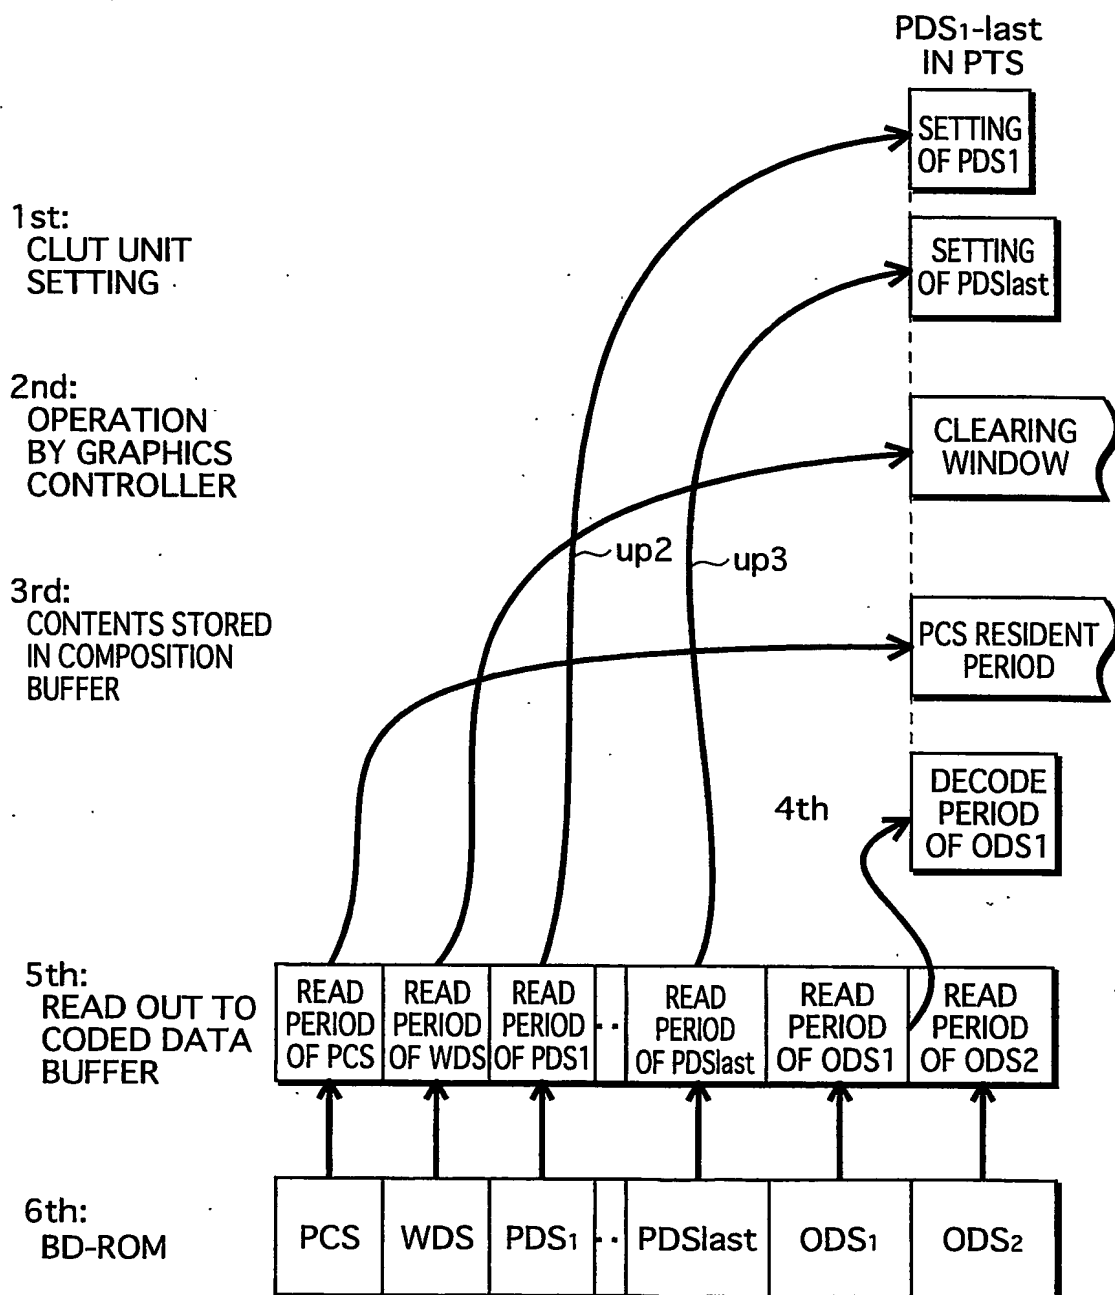 PDS1-last
IN PTS
SETTING
OF PDS1
1st:
CLUT UNIT
SETTING
SETTING
OF PDSlast
2nd:
OPERATION
BY GRAPHICS
CONTROLLER
CLEARING
WINDOW
up2
up3
3rd:
CONTENTS STORED
IN COMPOSITION
BUFFER
PCS RESIDENT
PERIOD
4th
DECODE
PERIOD
OF ODS1
5th:
READ OUT TO
CODED DATA
BUFFER
READ
PERIOD
OF PCS
READ
PERIOD
OF WDS
READ
PERIOD
OF PDS1
··
READ
PERIOD
OF PDSlast
READ
PERIOD
OF ODS1
READ
PERIOD
OF ODS2
6th:
BD-ROM
PCS
WDS
PDS1
··
PDSlast
ODS1
ODS2